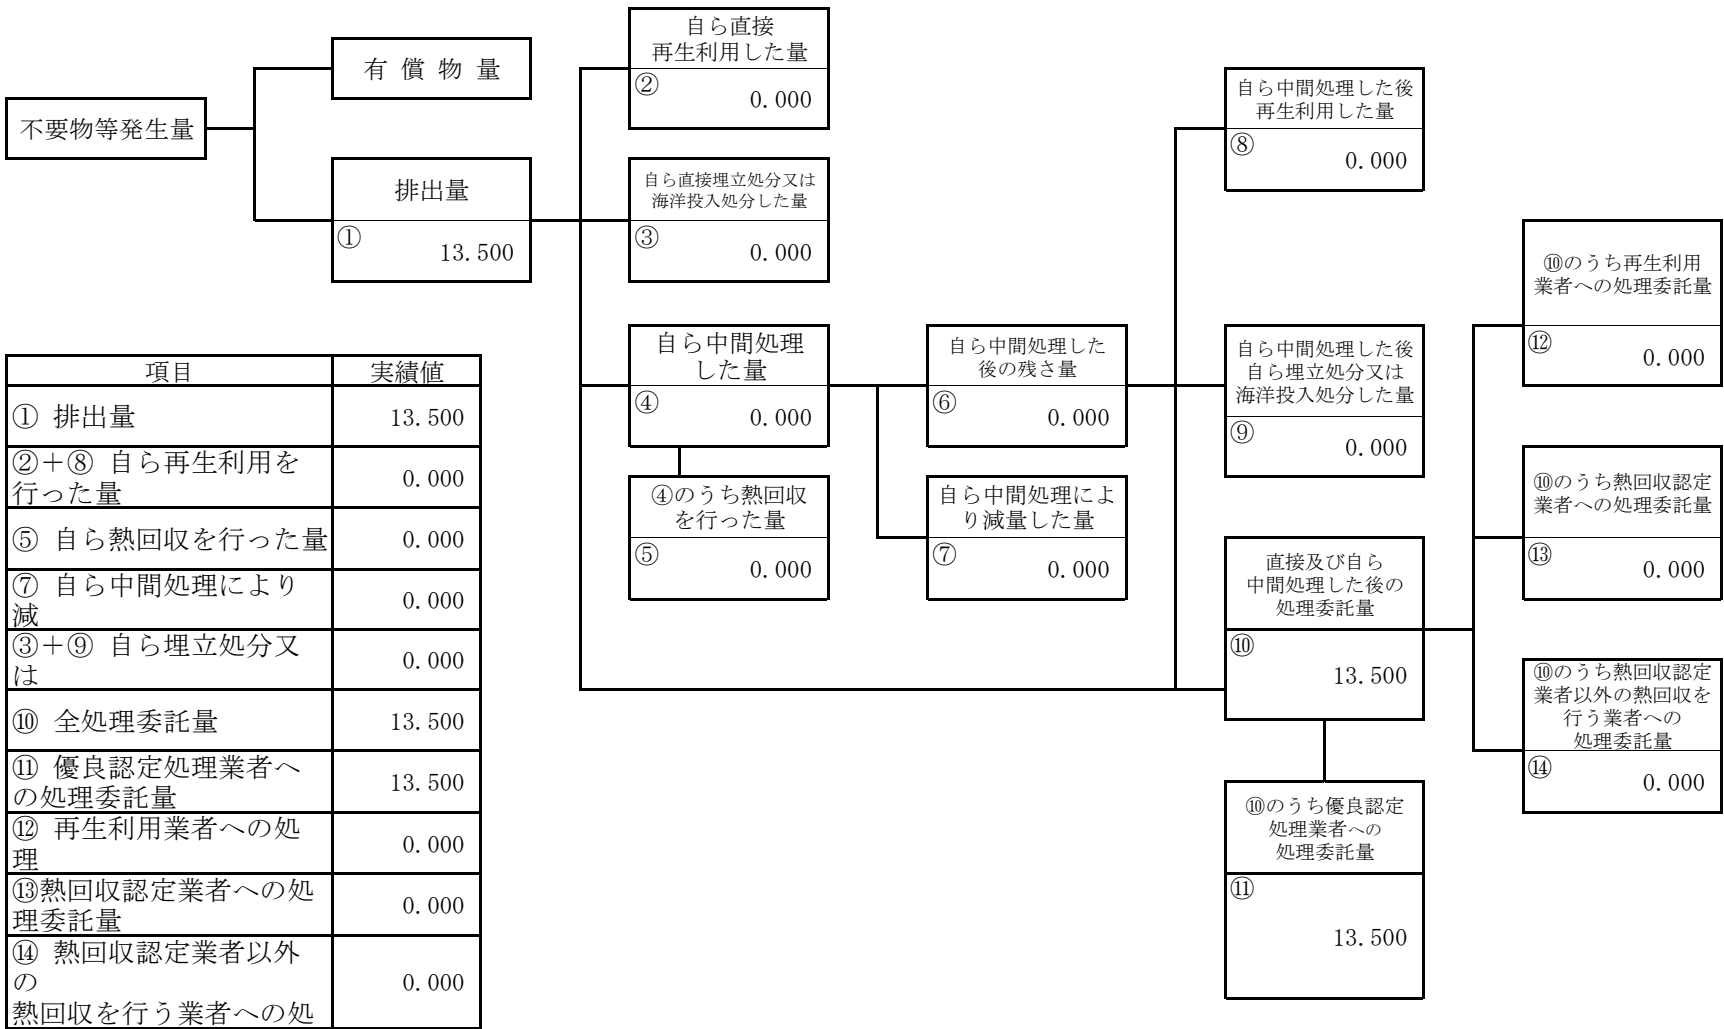 不要物等発生量
有 償 物 量
排出量
①
13.500
自ら直接
再生利用した量
②
0.000
自ら直接埋立処分又は
海洋投入処分した量
③
0.000
自ら中間処理
した量
④
0.000
④のうち熱回収
を行った量
⑤
0.000
自ら中間処理した
後の残さ量
⑥
0.000
自ら中間処理によ
り減量した量
⑦
0.000
自ら中間処理した後
再生利用した量
⑧
0.000
自ら中間処理した後
自ら埋立処分又は
海洋投入処分した量
⑨
0.000
直接及び自ら
中間処理した後の
処理委託量
⑩
13.500
⑩のうち優良認定
処理業者への
処理委託量
⑪
13.500
⑩のうち再生利用
業者への処理委託量
⑫
0.000
⑩のうち熱回収認定
業者への処理委託量
⑬
0.000
⑩のうち熱回収認定
業者以外の熱回収を
行う業者への
処理委託量
⑭
0.000
項目 実績値
① 排出量 13.500
②＋⑧ 自ら再生利用を
行った量 0.000
⑤ 自ら熱回収を行った量 0.000
⑦ 自ら中間処理により
減 0.000
③＋⑨ 自ら埋立処分又
は 0.000
⑩ 全処理委託量 13.500
⑪ 優良認定処理業者へ
の処理委託量 13.500
⑫ 再生利用業者への処
理 0.000
⑬熱回収認定業者への処
理委託量 0.000
⑭ 熱回収認定業者以外
の 0.000
熱回収を行う業者への処